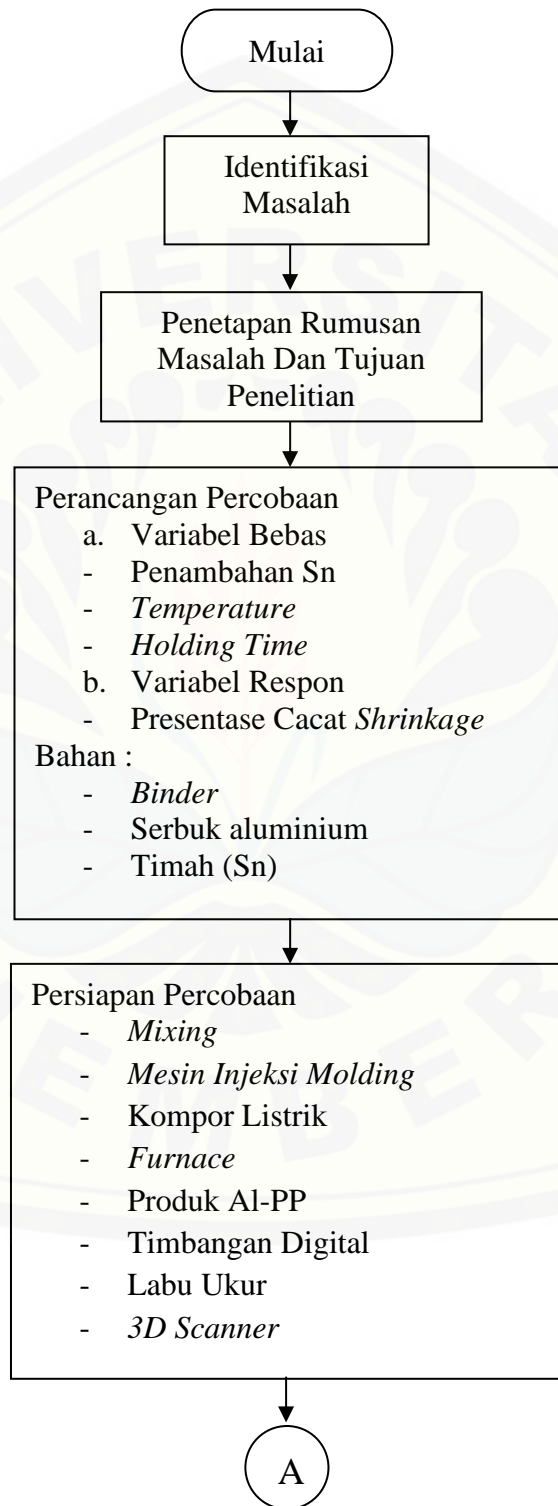 Mulai
Identifikasi
Masalah
Penetapan Rumusan
Masalah Dan Tujuan
Penelitian
Perancangan Percobaan
a. Variabel Bebas
- Penambahan Sn
- Temperature
- Holding Time
b. Variabel Respon
- Presentase Cacat Shrinkage
Bahan :
- Binder
- Serbuk aluminium
- Timah (Sn)
Persiapan Percobaan
- Mixing
- Mesin Injeksi Molding
- Kompor Listrik
- Furnace
- Produk Al-PP
- Timbangan Digital
- Labu Ukur
- 3D Scanner
A